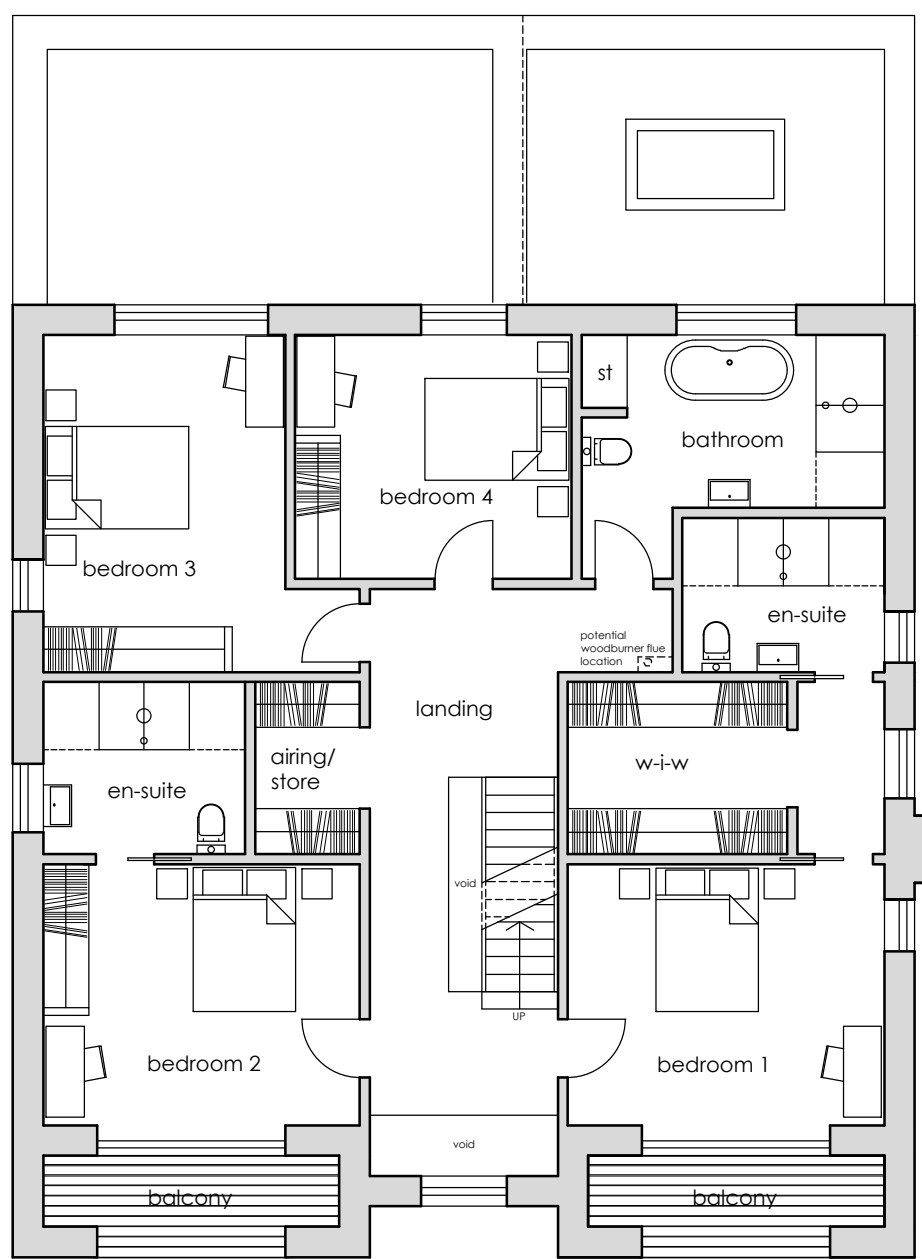 st
bathroom
bedroom 4
bedroom 3
en-suite
potential
woodburner flue
location
landing
airing/
store
w-i-w
en-suite
void
UP
bedroom 2
bedroom 1
void
balcony
balcony